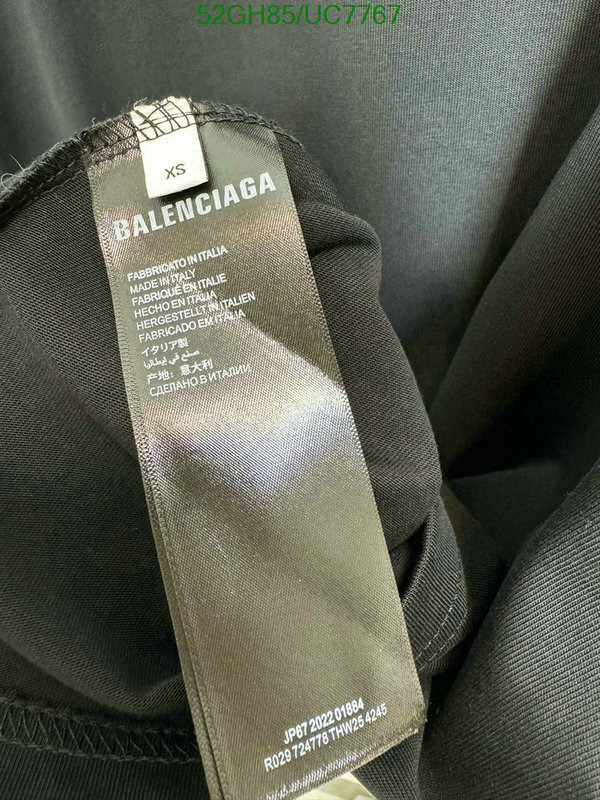 52GH85/UC7767
XS
BALENCIAGA
FABBRICATO IN ITALIA
MADE IN ITALY
FABRIQUÉ EN ITALIE
HECHO EN ITALIA
HERGESTELLT IN ITALIEN
FABRICADO EM ITÁLIA
イタリア製
صنع في إيطاليا
产地：意大利
СДЕЛАНО В ИТАЛИИ
JP67 2022 01884
R029 724778 THW25 4245